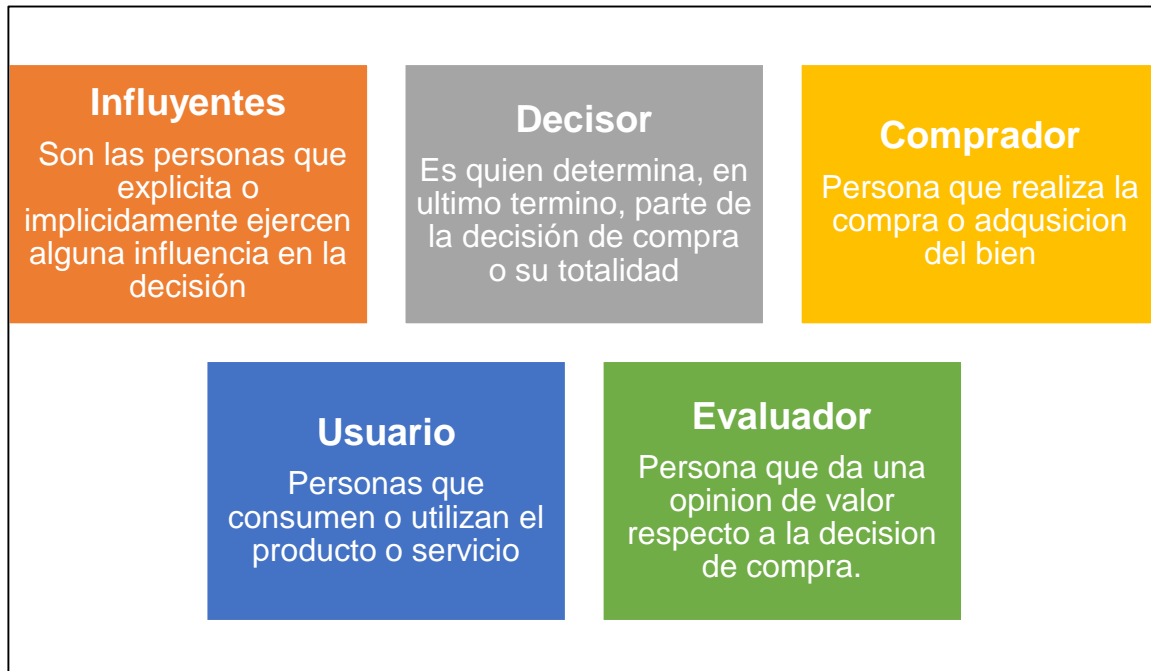 Influyentes
Son las personas que
explicita o
implicidamente ejercen
alguna influencia en la
decisión
Decisor
Es quien determina, en
ultimo termino, parte de
la decisión de compra
o su totalidad
Comprador
Persona que realiza la
compra o adqusicion
del bien
Usuario
Personas que
consumen o utilizan el
producto o servicio
Evaluador
Persona que da una
opinion de valor
respecto a la decision
de compra.